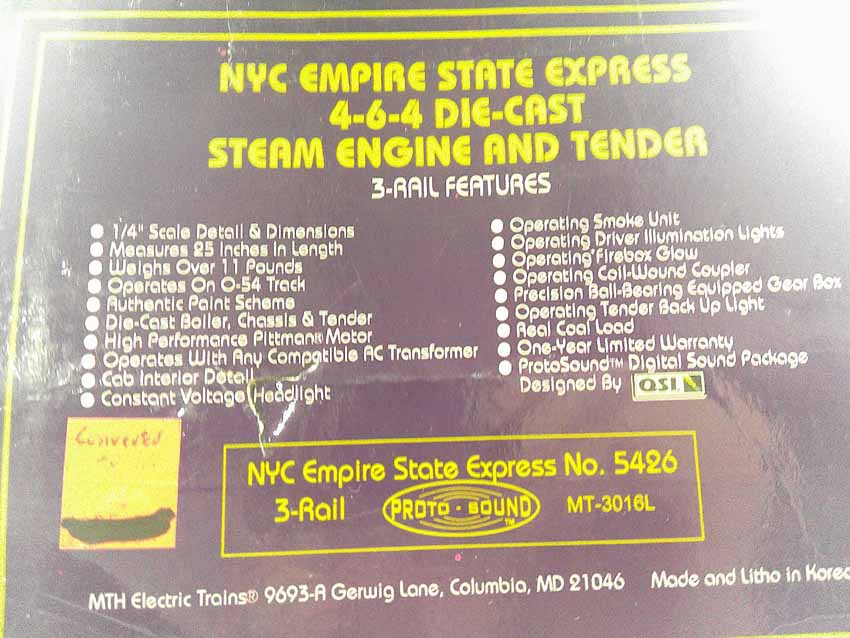 NYC EMPIRE STATE EXPRESS
4-6-4 DIE-CAST
STEAM ENGINE AND TENDER
3-RAIL FEATURES
1/4" Scale Detail & Dimensions
Measures 25 Inches In Length
Weighs Over 11 Pounds
Operates On O-54 Track
Authentic Paint Scheme
Die-Cast Boiler, Chassis & Tender
High Performance Pittman® Motor
Operates With Any Compatible AC Transformer
Cab Interior Detail
Constant Voltage Headlight
Operating Smoke Unit
Operating Driver Illumination Lights
Operating Firebox Glow
Operating Coil-Wound Coupler
Precision Ball-Bearing Equipped Gear Box
Operating Tender Back Up Light
Real Coal Load
One-Year Limited Warranty
ProtoSound™ Digital Sound Package
Designed By QSI
Converted
NYC Empire State Express No. 5426
3-Rail PROTO-SOUND™ MT-3016L
MTH Electric Trains® 9693-A Gerwig Lane, Columbia, MD 21046 Made and Litho in Korea